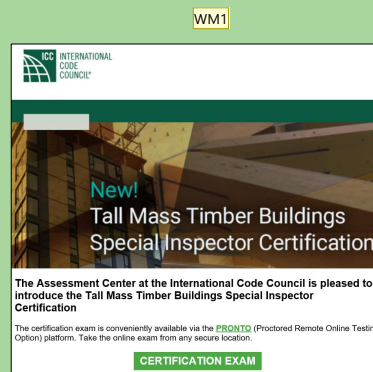 WM1
ICC INTERNATIONAL
CODE
COUNCIL®
New!
Tall Mass Timber Buildings
Special Inspector Certification
The Assessment Center at the International Code Council is pleased to
introduce the Tall Mass Timber Buildings Special Inspector
Certification
The certification exam is conveniently available via the PRONTO (Proctored Remote Online Testin
Option) platform. Take the online exam from any secure location.
CERTIFICATION EXAM